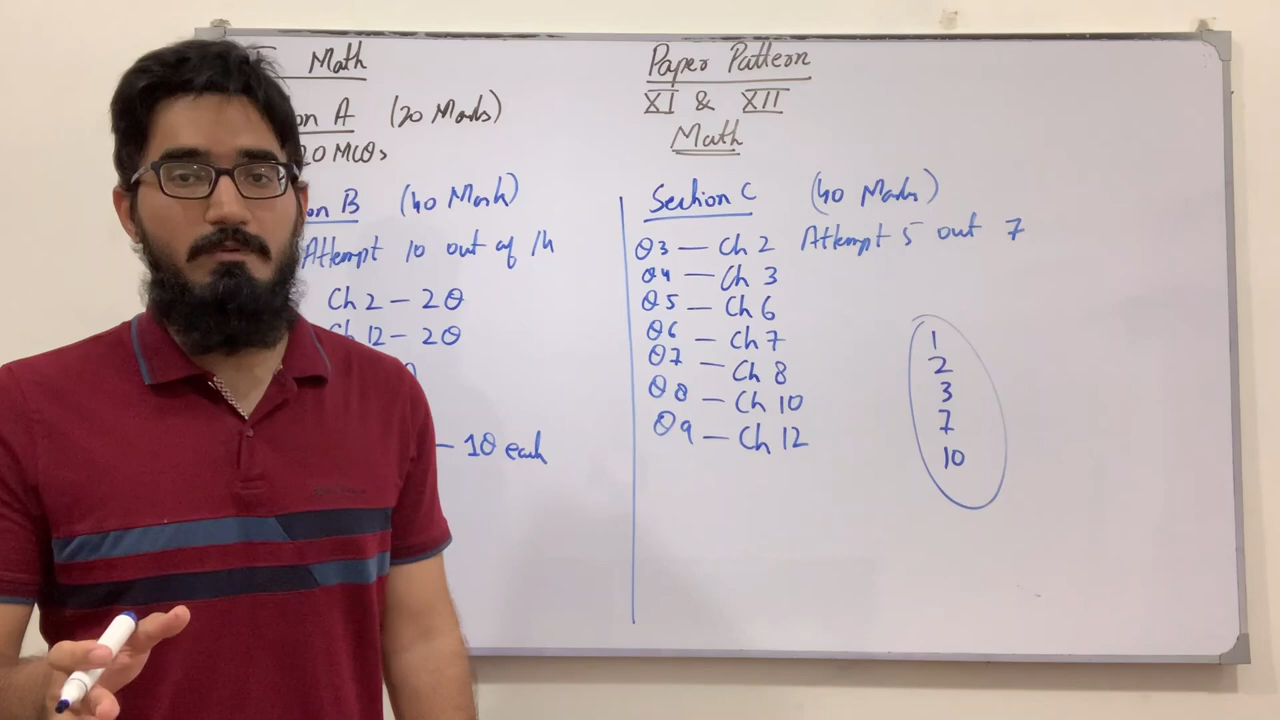 Math
Paper Pattern
XI & XII
Math
on A (20 Marks)
20 MCQs
on B (40 Mark)
Attempt 10 out of 14
Ch 2 – 2Q
Ch 12 – 2Q
– 1Q each
Section C (40 Marks)
Attempt 5 out 7
Q3 — Ch 2
Q4 — Ch 3
Q5 — Ch 6
Q6 — Ch 7
Q7 — Ch 8
Q8 — Ch 10
Q9 — Ch 12
1
2
3
7
10